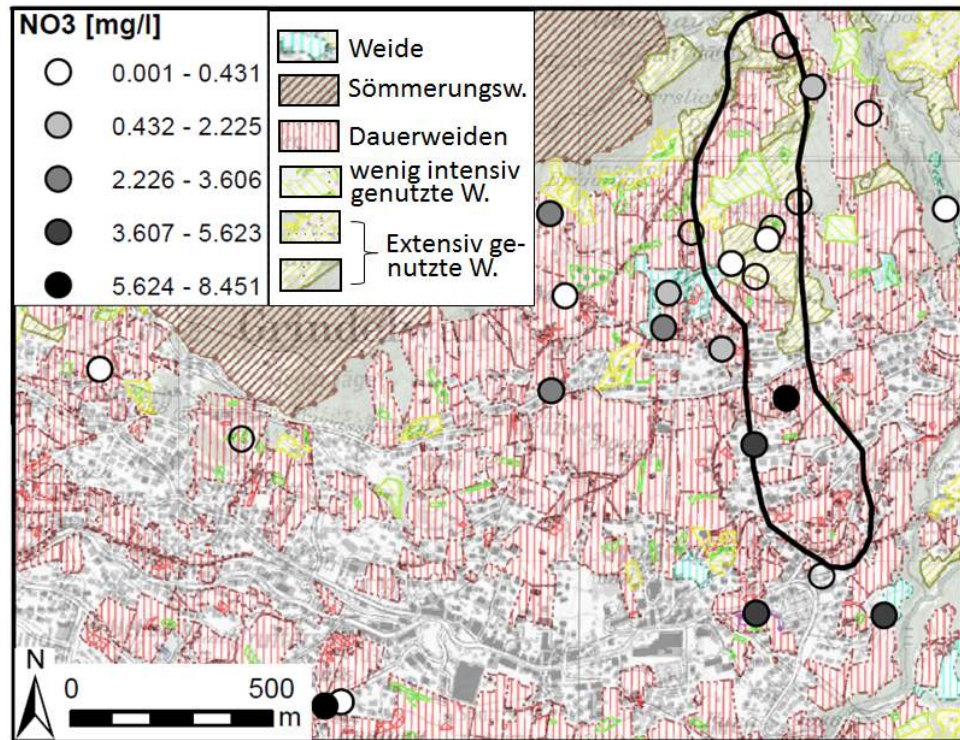 NO3 [mg/l]
0.001 - 0.431
0.432 - 2.225
2.226 - 3.606
3.607 - 5.623
5.624 - 8.451
Weide
Sömmerungsw.
Dauerweiden
wenig intensiv
genutzte W.
Extensiv ge-
nutzte W.
N
0 500
m